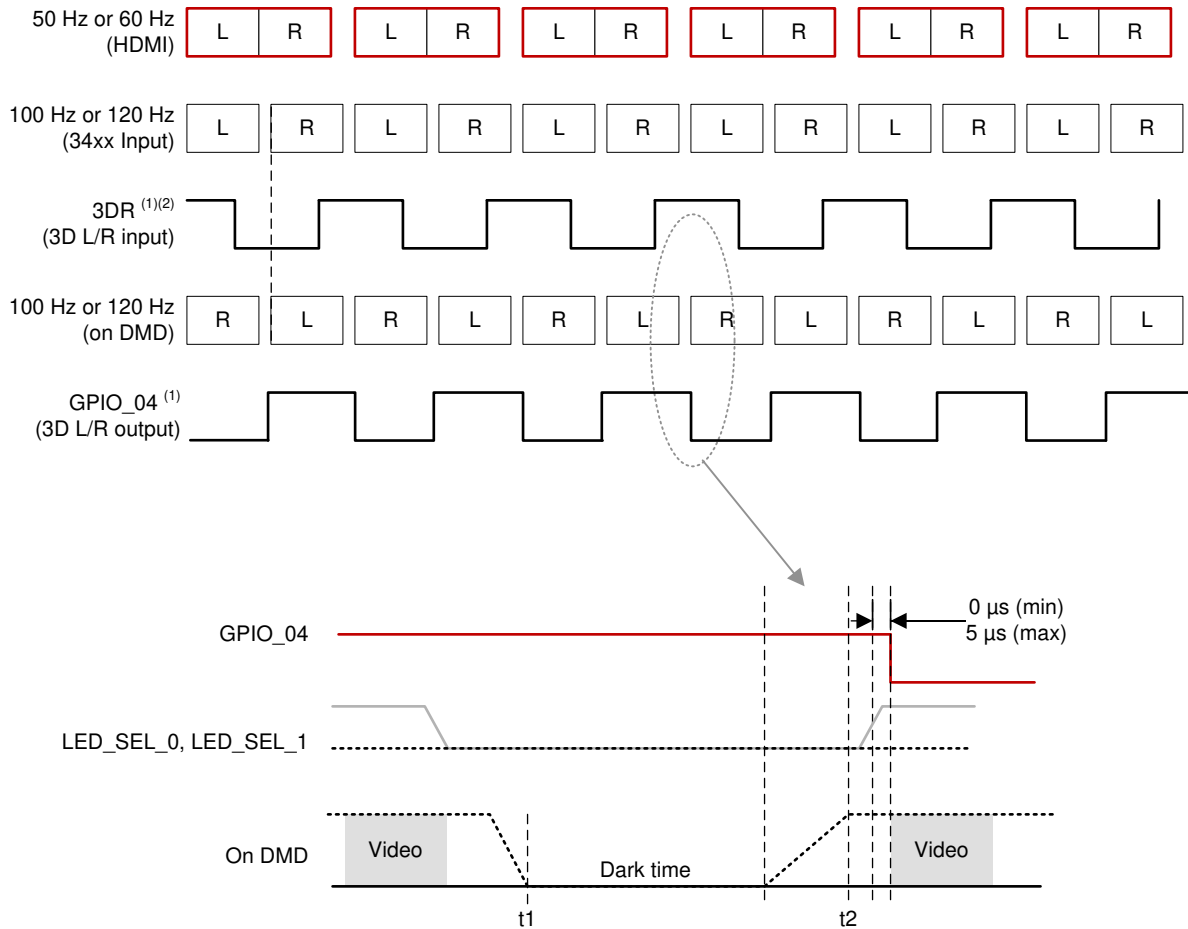 50 Hz or 60 Hz
(HDMI)
L R L R L R L R L R L R
100 Hz or 120 Hz
(34xx Input)
L R L R L R L R L R L R
3DR (1)(2)
(3D L/R input)
100 Hz or 120 Hz
(on DMD)
R L R L R L R L R L R L
GPIO_04 (1)
(3D L/R output)
0 µs (min)
5 µs (max)
GPIO_04
LED_SEL_0, LED_SEL_1
On DMD
Video
Dark time
Video
t1
t2